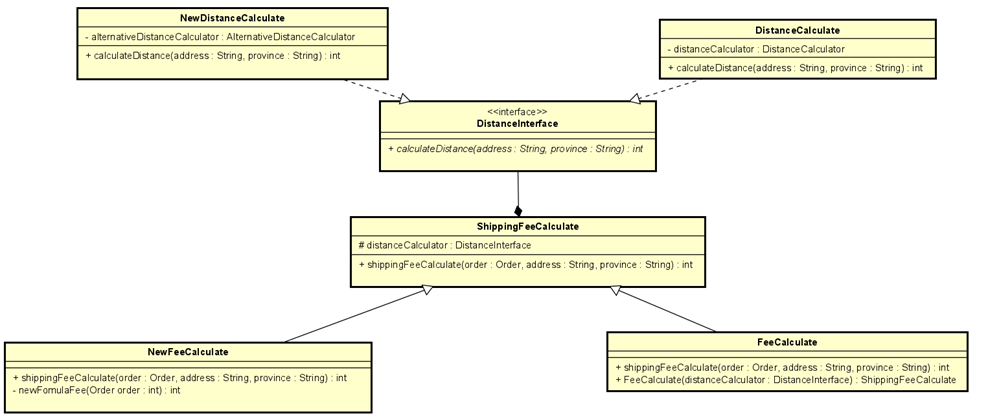 NewDistanceCalculate
- alternativeDistanceCalculator : AlternativeDistanceCalculator
+ calculateDistance(address : String, province : String) : int
DistanceCalculate
- distanceCalculator : DistanceCalculator
+ calculateDistance(address : String, province : String) : int
<<interface>>
DistanceInterface
+ calculateDistance(address : String, province : String) : int
ShippingFeeCalculate
# distanceCalculator : DistanceInterface
+ shippingFeeCalculate(order : Order, address : String, province : String) : int
NewFeeCalculate
+ shippingFeeCalculate(order : Order, address : String, province : String) : int
- newFomulaFee(Order order : int) : int
FeeCalculate
+ shippingFeeCalculate(order : Order, address : String, province : String) : int
+ FeeCalculate(distanceCalculator : DistanceInterface) : ShippingFeeCalculate